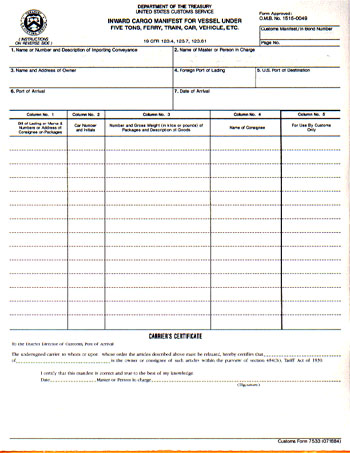 DEPARTMENT OF THE TREASURY
UNITED STATES CUSTOMS SERVICE
Form Approved:
O.M.B. No. 1515-0049
INWARD CARGO MANIFEST FOR VESSEL UNDER
FIVE TONS, FERRY, TRAIN, CAR, VEHICLE, ETC.
Customs Manifest/In Bond Number
(INSTRUCTIONS
ON REVERSE SIDE)
19 CFR 123.4, 123.7, 123.61
Page No.
1. Name or Number and Description of Importing Conveyance
2. Name of Master or Person in Charge
3. Name and Address of Owner
4. Foreign Port of Lading
5. U.S. Port of Destination
6. Port of Arrival
7. Date of Arrival
Column No. 1
Column No. 2
Column No. 3
Column No. 4
Column No. 5
Bill of Lading or Marks &
Numbers or Address of
Consignee on Packages
Car Number
and Initials
Number and Gross Weight (in kilos or pounds) of
Packages and Description of Goods
Name of Consignee
For Use By Customs
Only
CARRIER'S CERTIFICATE
To the District Director of Customs, Port of Arrival
The undersigned carrier to whom or upon whose order the articles described above must be released, hereby certifies that
of is the owner or consignee of such articles within the purview of section 484(h), Tariff Act of 1930.
I certify that this manifest is correct and true to the best of my knowledge.
Date Master or Person in charge
(Signature)
Customs Form 7533 (071684)